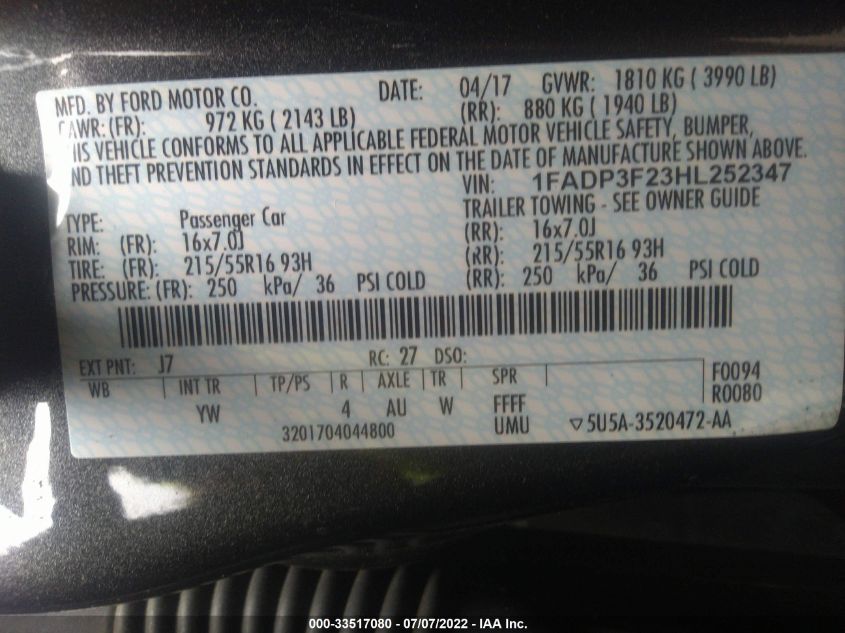 MFD. BY FORD MOTOR CO. DATE: 04/17 GVWR: 1810 KG ( 3990 LB)
GAWR: (FR): 972 KG ( 2143 LB) (RR): 880 KG ( 1940 LB)
THIS VEHICLE CONFORMS TO ALL APPLICABLE FEDERAL MOTOR VEHICLE SAFETY, BUMPER,
AND THEFT PREVENTION STANDARDS IN EFFECT ON THE DATE OF MANUFACTURE SHOWN ABOVE.
VIN: 1FADP3F23HL252347
TYPE: Passenger Car TRAILER TOWING - SEE OWNER GUIDE
RIM: (FR): 16x7.0J (RR): 16x7.0J
TIRE: (FR): 215/55R16 93H (RR): 215/55R16 93H
PRESSURE: (FR): 250 kPa/ 36 PSI COLD (RR): 250 kPa/ 36 PSI COLD
EXT PNT: J7 RC: 27 DSO:
WB INT TR TP/PS R AXLE TR SPR F0094
YW 4 AU W FFFF R0080
3201704044800 UMU ▽5U5A-3520472-AA
000-33517080 - 07/07/2022 - IAA Inc.